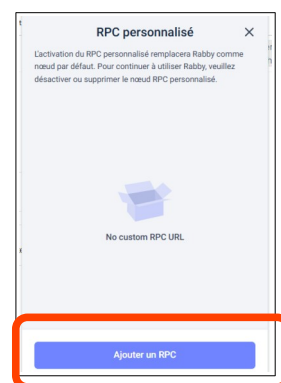 RPC personnalisé
L'activation du RPC personnalisé remplacera Rabby comme
nœud par défaut. Pour continuer à utiliser Rabby, veuillez
désactiver ou supprimer le nœud RPC personnalisé.
No custom RPC URL
Ajouter un RPC